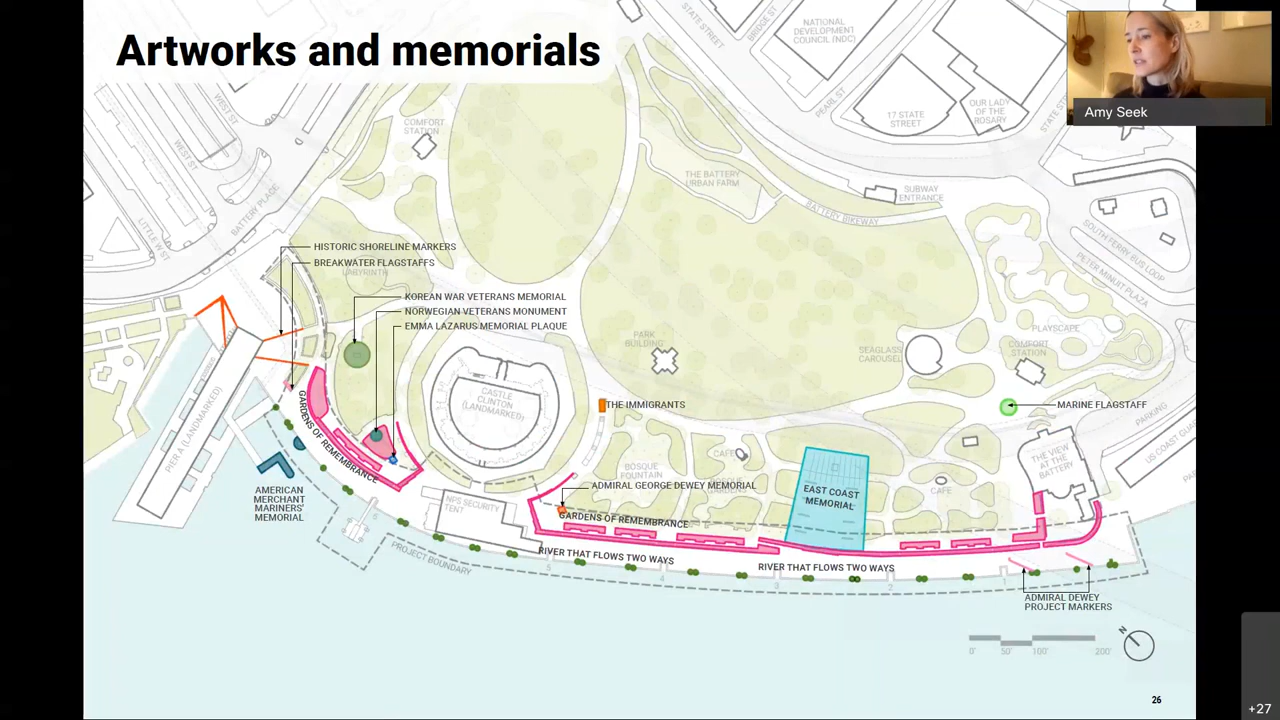 Artworks and memorials
Amy Seek
STATE STREET
BRIDGE ST
NATIONAL
DEVELOPMENT
COUNCIL (NDC)
PEARL ST
17 STATE
STREET
OUR LADY
OF THE
ROSARY
WEST ST
WEST ST
COMFORT
STATION
LITTLE W ST
BATTERY PLACE
THE BATTERY
URBAN FARM
SUBWAY
ENTRANCE
BATTERY BIKEWAY
SOUTH FERRY BUS LOOP
PETER MINUIT PLAZA
HISTORIC SHORELINE MARKERS
BREAKWATER FLAGSTAFFS
LABYRINTH
KOREAN WAR VETERANS MEMORIAL
NORWEGIAN VETERANS MONUMENT
EMMA LAZARUS MEMORIAL PLAQUE
PARK
BUILDING
SEAGLASS
CAROUSEL
PLAYSCAPE
COMFORT
STATION
PIER A (LANDMARKED)
GARDENS OF REMEMBRANCE
CASTLE
CLINTON
(LANDMARKED)
THE IMMIGRANTS
MARINE FLAGSTAFF
PARKING
US COAST
THE VIEW
AT THE
BATTERY
AMERICAN
MERCHANT
MARINERS'
MEMORIAL
NPS SECURITY
TENT
BOSQUE
FOUNTAIN
CAFE
ADMIRAL GEORGE DEWEY MEMORIAL
GARDENS OF REMEMBRANCE
EAST COAST
MEMORIAL
CAFE
PROJECT BOUNDARY
RIVER THAT FLOWS TWO WAYS
RIVER THAT FLOWS TWO WAYS
5
4
3
2
1
ADMIRAL DEWEY
PROJECT MARKERS
N
0'
50'
100'
200'
26
+27